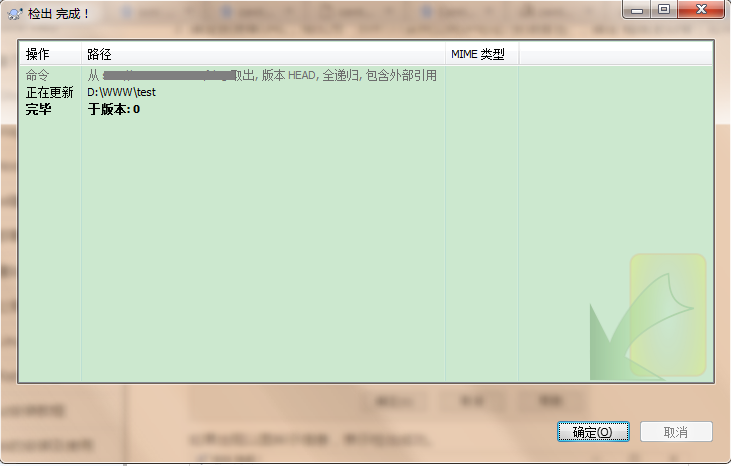 检出 完成！
操作 路径 MIME 类型
命令 从 取出, 版本 HEAD, 全递归, 包含外部引用
正在更新 D:\WWW\test
完毕 于版本: 0
确定(O) 取消